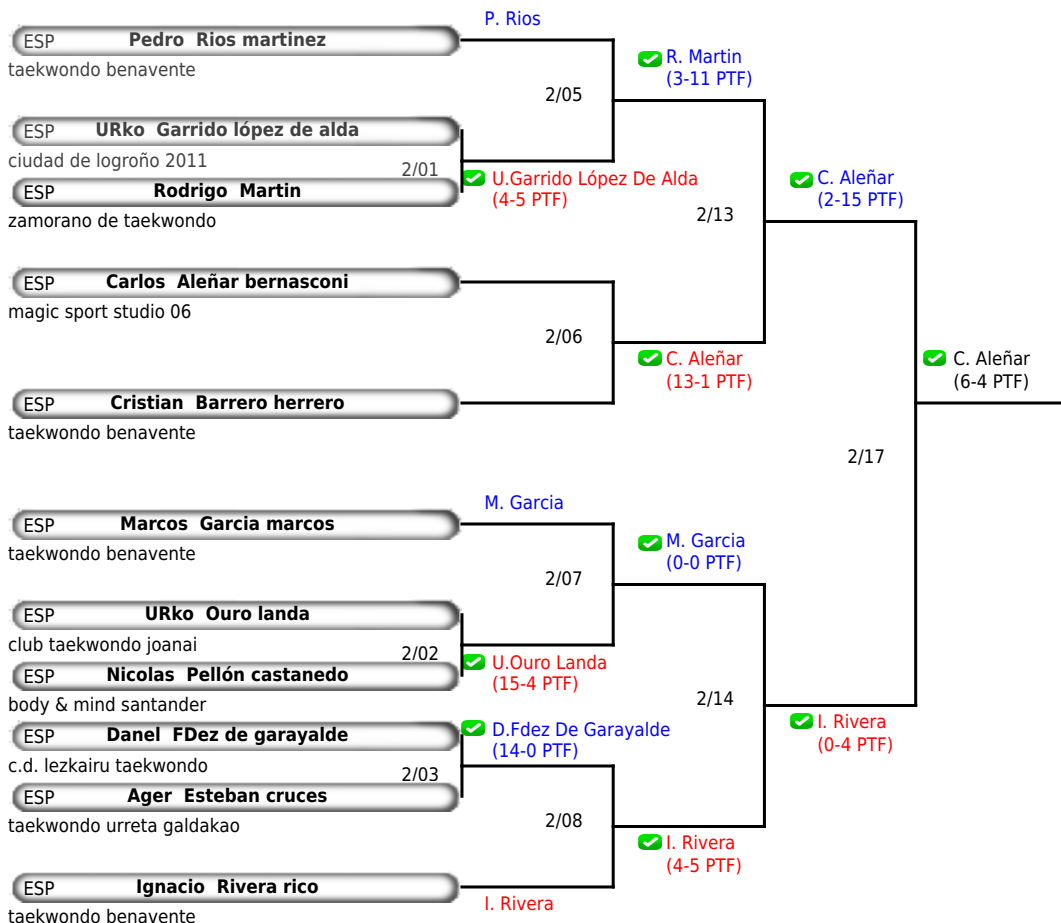 P. Rios
ESP Pedro Rios martinez
taekwondo benavente
R. Martin
(3-11 PTF)
2/05
ESP URko Garrido lópez de alda
ciudad de logroño 2011
2/01
U.Garrido López De Alda
(4-5 PTF)
ESP Rodrigo Martin
zamorano de taekwondo
C. Aleñar
(2-15 PTF)
2/13
ESP Carlos Aleñar bernasconi
magic sport studio 06
2/06
C. Aleñar
(13-1 PTF)
C. Aleñar
(6-4 PTF)
ESP Cristian Barrero herrero
taekwondo benavente
2/17
M. Garcia
ESP Marcos Garcia marcos
taekwondo benavente
M. Garcia
(0-0 PTF)
2/07
ESP URko Ouro landa
club taekwondo joanai
2/02
U.Ouro Landa
(15-4 PTF)
ESP Nicolas Pellón castanedo
body & mind santander
2/14
I. Rivera
(0-4 PTF)
ESP Danel FDez de garayalde
c.d. lezkairu taekwondo
D.Fdez De Garayalde
(14-0 PTF)
2/03
ESP Ager Esteban cruces
taekwondo urreta galdakao
2/08
I. Rivera
(4-5 PTF)
ESP Ignacio Rivera rico
taekwondo benavente
I. Rivera